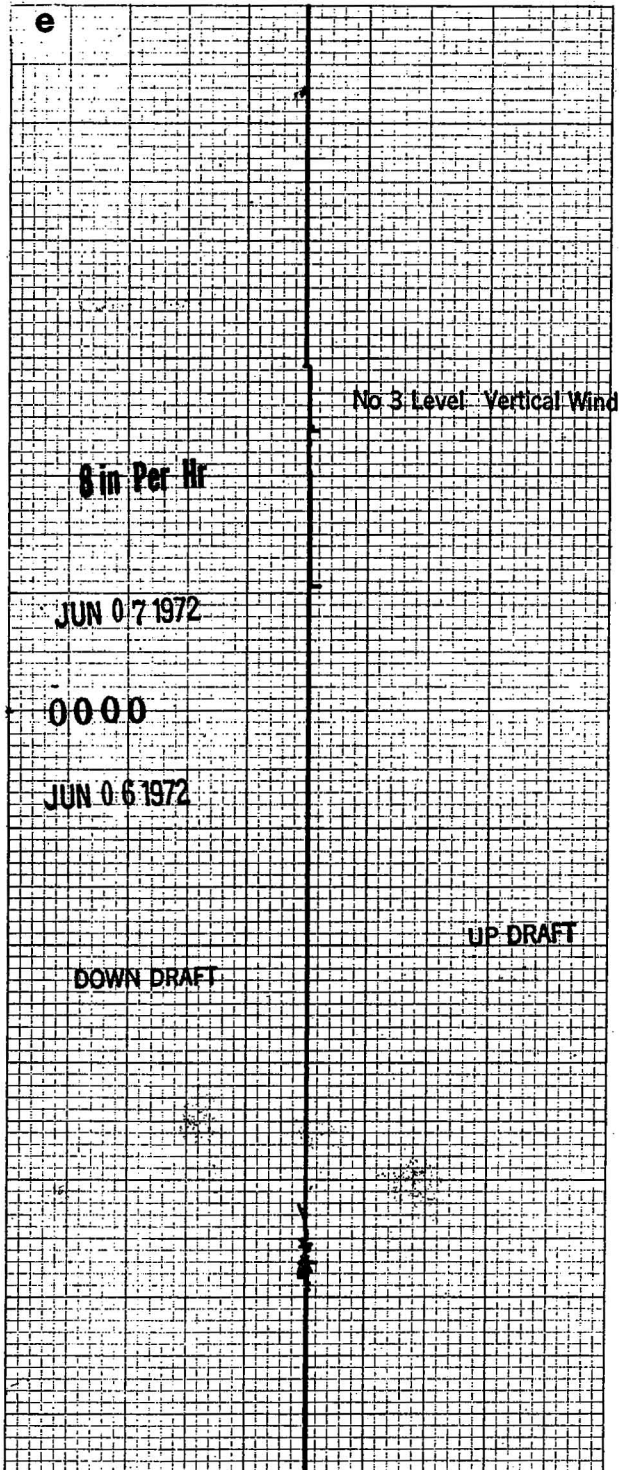 e
No 3 Level Vertical Wind
8 in Per Hr
JUN 07 1972
0000
JUN 06 1972
UP DRAFT
DOWN DRAFT